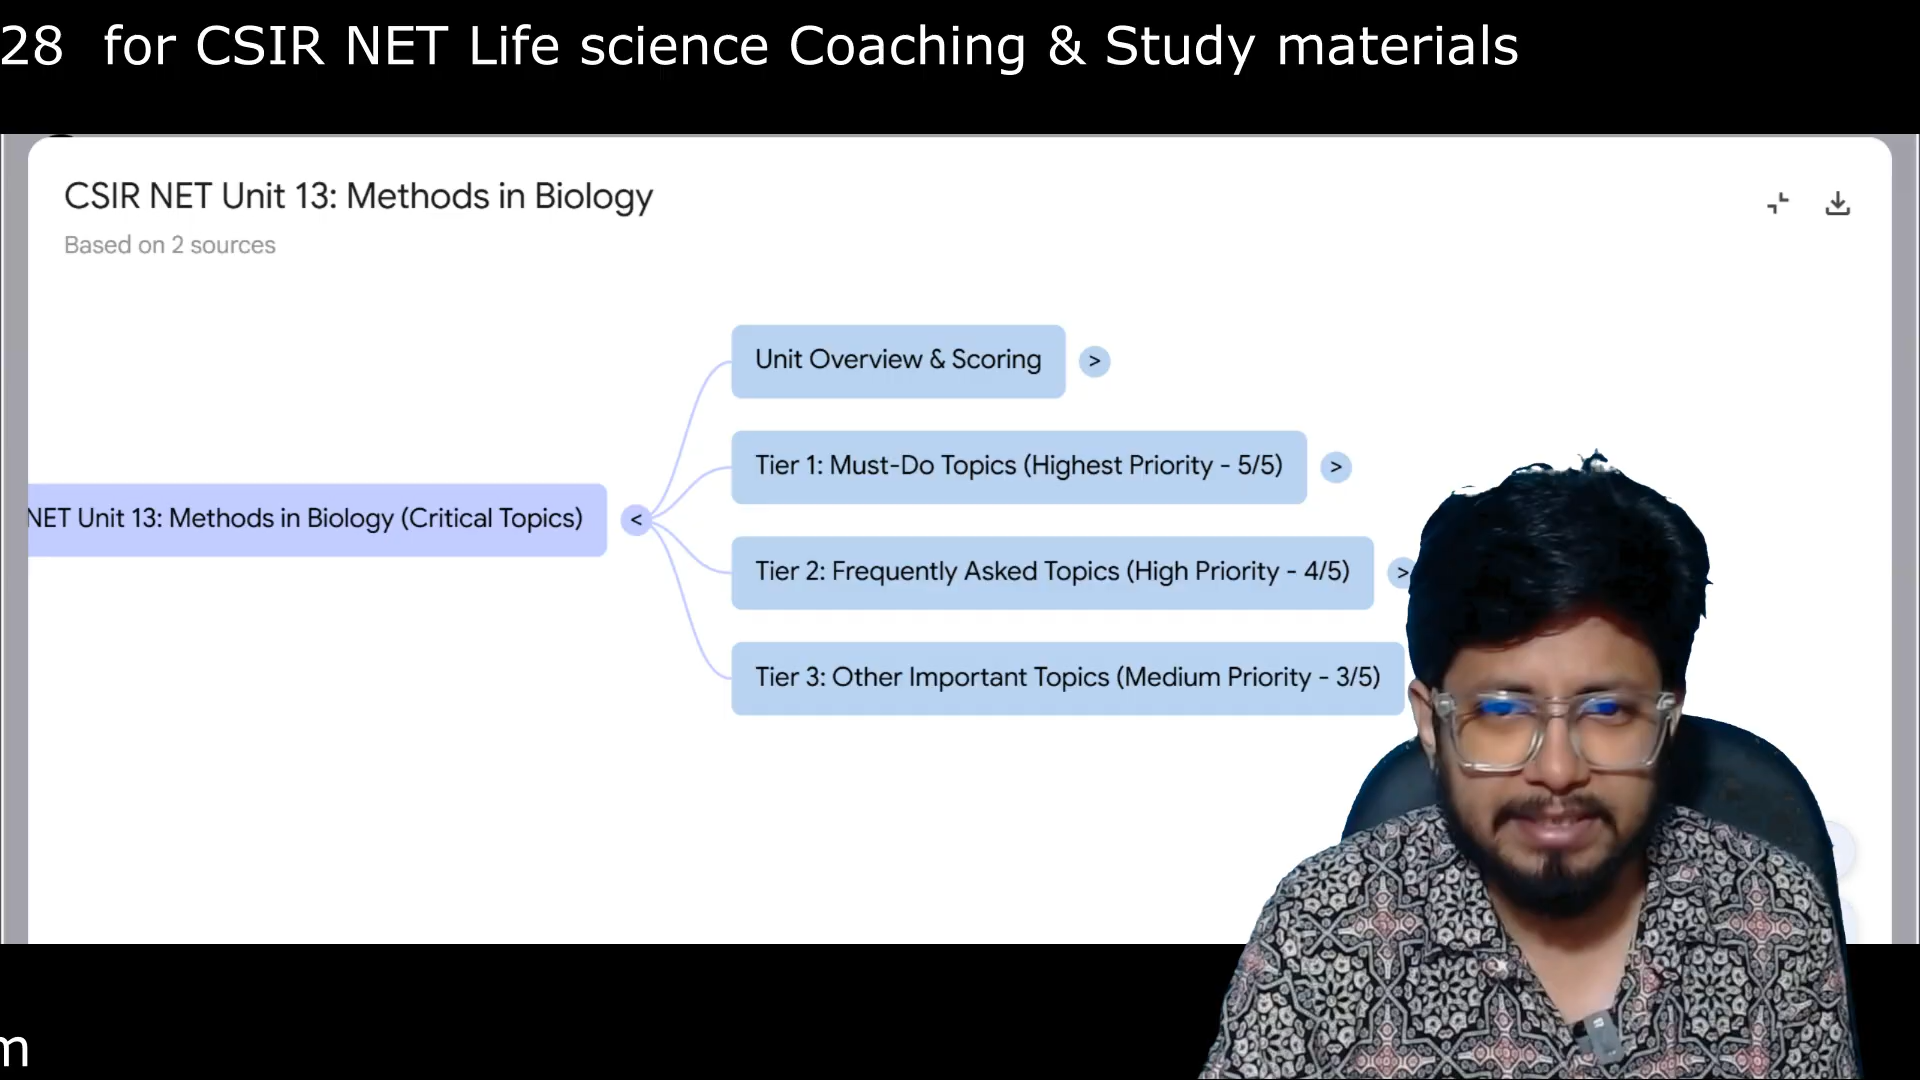 28 for CSIR NET Life science Coaching & Study materials
CSIR NET Unit 13: Methods in Biology
Based on 2 sources
Unit Overview & Scoring >
Tier 1: Must-Do Topics (Highest Priority - 5/5) >
NET Unit 13: Methods in Biology (Critical Topics) <
Tier 2: Frequently Asked Topics (High Priority - 4/5) >
Tier 3: Other Important Topics (Medium Priority - 3/5)
m